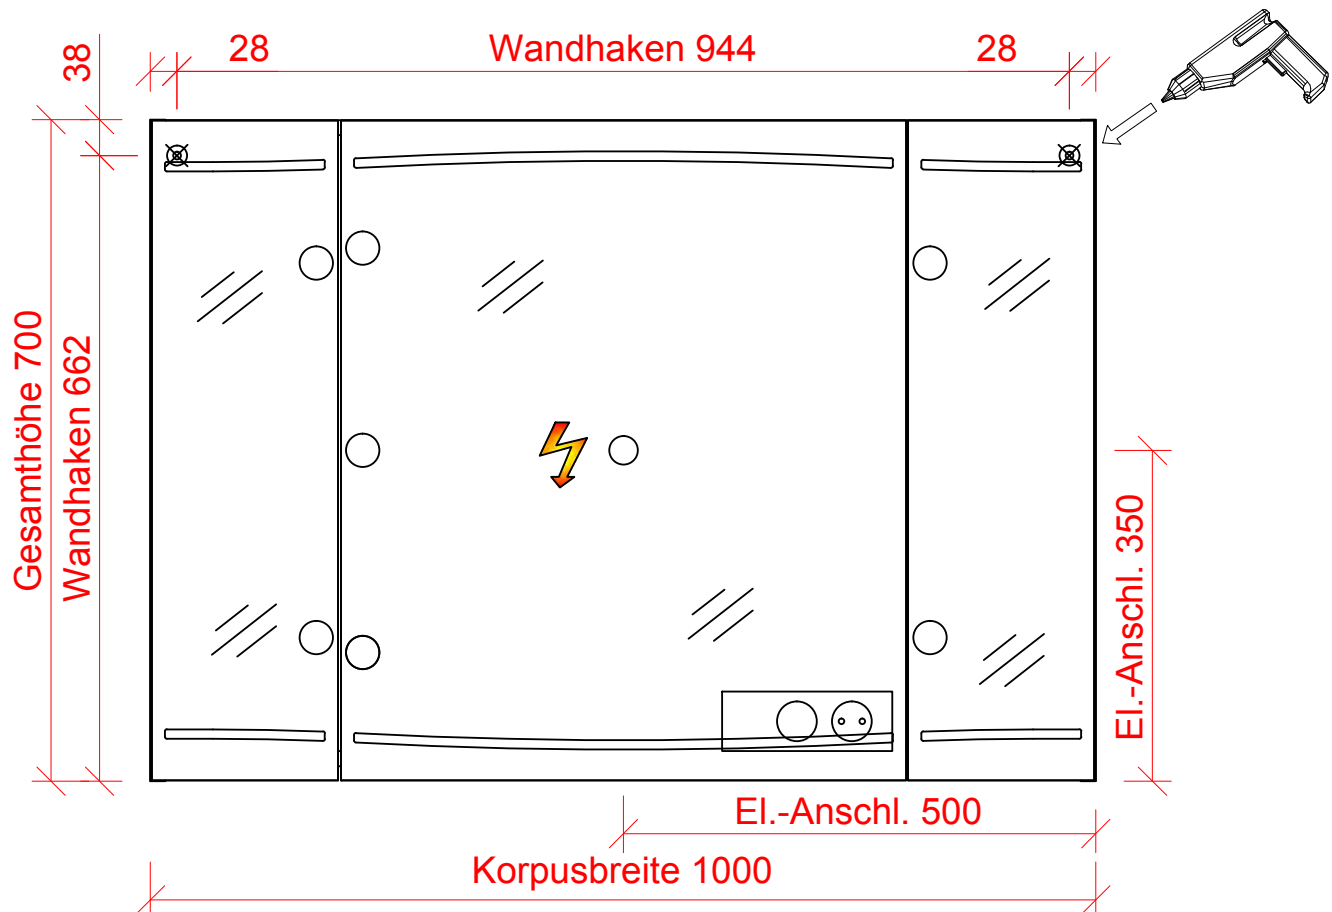 38
28
Wandhaken 944
28
Gesamthöhe 700
Wandhaken 662
El.-Anschl. 350
El.-Anschl. 500
Korpusbreite 1000